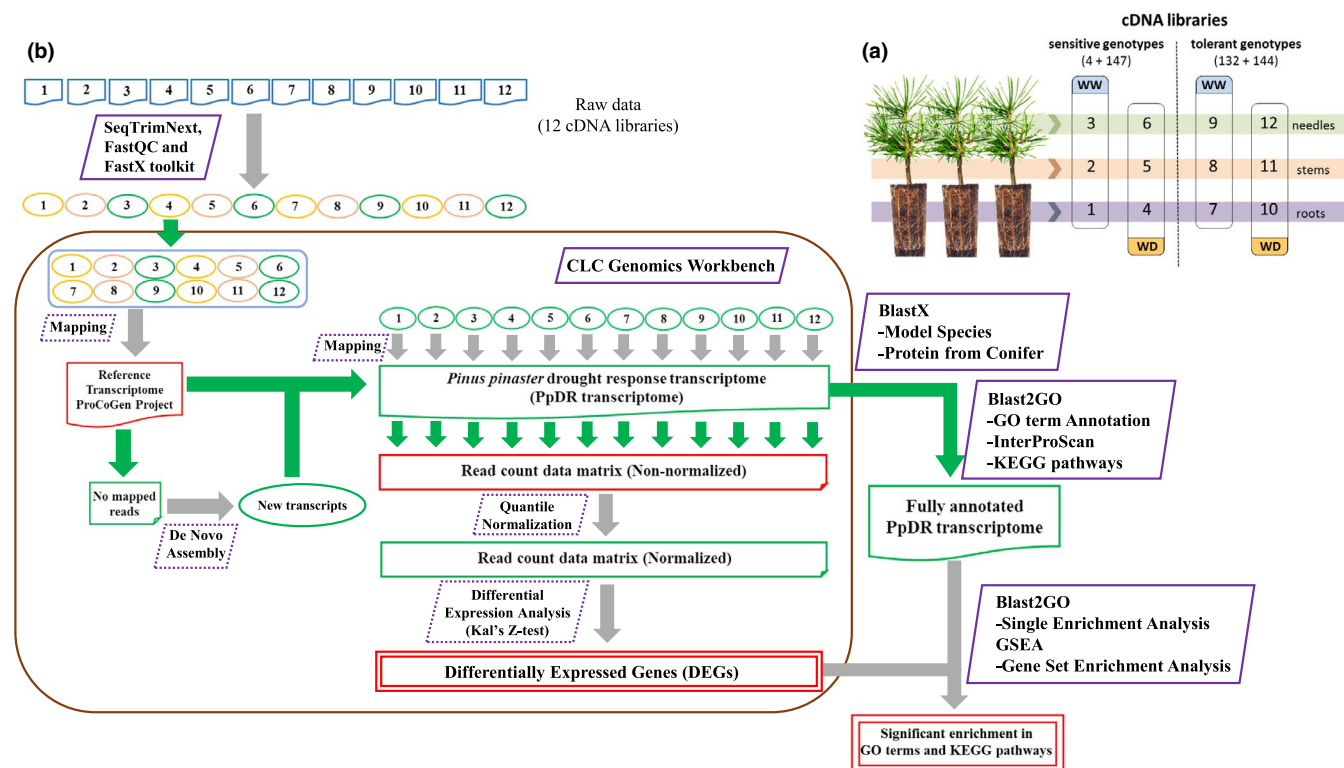 (b)
1 2 3 4 5 6 7 8 9 10 11 12
Raw data
(12 cDNA libraries)
SeqTrimNext,
FastQC and
FastX toolkit
1 2 3 4 5 6 7 8 9 10 11 12
(a)
cDNA libraries
sensitive genotypes
(4 + 147)
tolerant genotypes
(132 + 144)
WW WW
3 6 9 12 needles
2 5 8 11 stems
1 4 7 10 roots
WD WD
CLC Genomics Workbench
1 2 3 4 5 6
7 8 9 10 11 12
Mapping
Reference
Transcriptome
ProCoGen Project
No mapped
reads
De Novo
Assembly
New transcripts
1 2 3 4 5 6 7 8 9 10 11 12
Mapping
Pinus pinaster drought response transcriptome
(PpDR transcriptome)
Read count data matrix (Non-normalized)
Quantile
Normalization
Read count data matrix (Normalized)
Differential
Expression Analysis
(Kal's Z-test)
Differentially Expressed Genes (DEGs)
BlastX
-Model Species
-Protein from Conifer
Blast2GO
-GO term Annotation
-InterProScan
-KEGG pathways
Fully annotated
PpDR transcriptome
Blast2GO
-Single Enrichment Analysis
GSEA
-Gene Set Enrichment Analysis
Significant enrichment in
GO terms and KEGG pathways